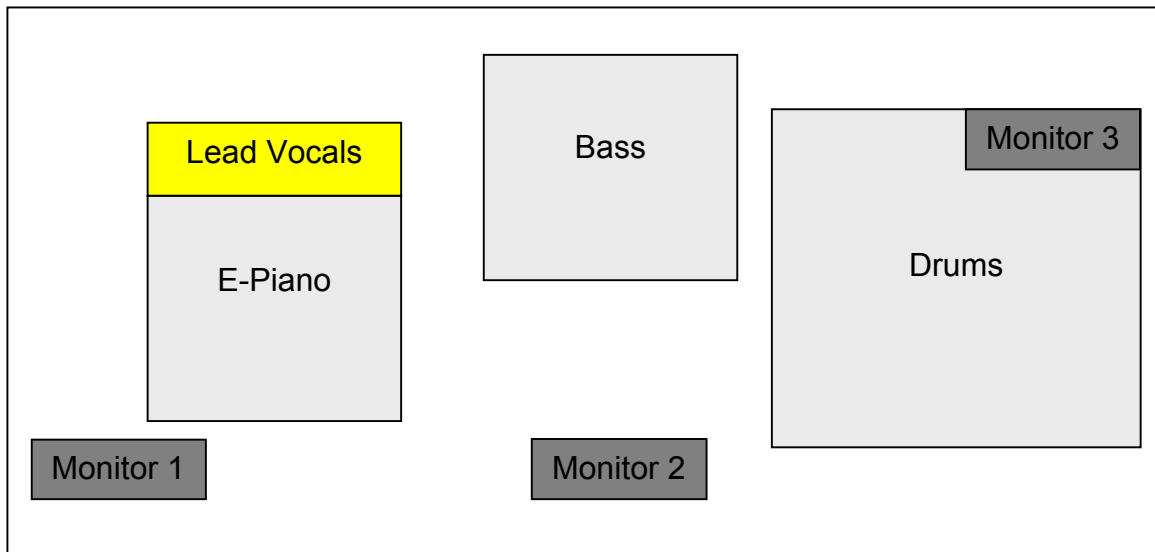 Lead Vocals
E-Piano
Bass
Monitor 3
Drums
Monitor 1
Monitor 2